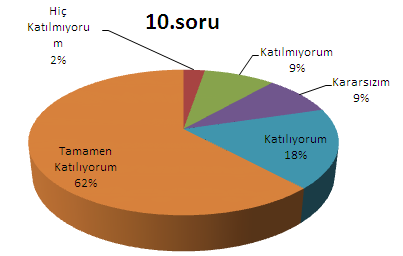 10.soru
Hiç
Katılmıyoru
m
2%
Katılmıyorum
9%
Kararsızım
9%
Katılıyorum
18%
Tamamen
Katılıyorum
62%